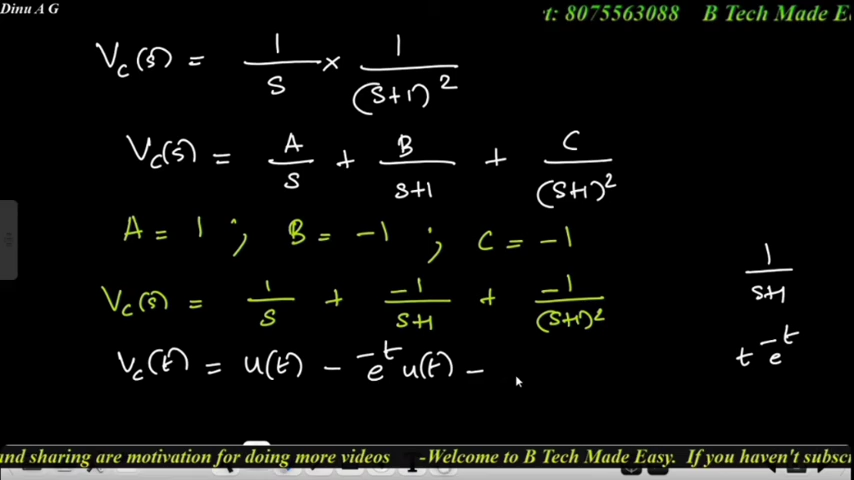 Dinu A G
t: 8075563088 B Tech Made E
Vc(s) = 1/s × 1/(s+1)^2
Vc(s) = A/s + B/s+1 + C/(s+1)^2
A = 1 ; B = -1 ; C = -1
Vc(s) = 1/s + -1/s+1 + -1/(s+1)^2
1/s+1
Vc(t) = u(t) - e^-t u(t) -
t e^-t
and sharing are motivation for doing more videos -Welcome to B Tech Made Easy. If you haven't subsc